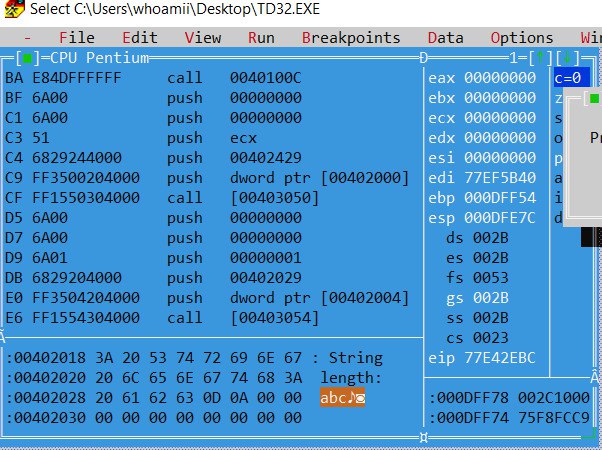 Select C:\Users\whoamii\Desktop\TD32.EXE
- File Edit View Run Breakpoints Data Options Win
[■]=CPU Pentium D 1=[↑][↓]
BA E84DFFFFFF call 0040100C eax 00000000 c=0
BF 6A00 push 00000000 ebx 00000000 z
C1 6A00 push 00000000 ecx 00000000 s
C3 51 push ecx edx 00000000 o P
C4 6829244000 push 00402429 esi 00000000 p
C9 FF3500204000 push dword ptr [00402000] edi 77EF5B40 a
CF FF1550304000 call [00403050] ebp 000DFF54 i
D5 6A00 push 00000000 esp 000DFE7C d
D7 6A00 push 00000000 ds 002B
D9 6A01 push 00000001 es 002B
DB 6829204000 push 00402029 fs 0053
E0 FF3504204000 push dword ptr [00402004] gs 002B
E6 FF1554304000 call [00403054] ss 002B
cs 0023
:00402018 3A 20 53 74 72 69 6E 67 : String eip 77E42EBC
:00402020 20 6C 65 6E 67 74 68 3A length:
:00402028 20 61 62 63 0D 0A 00 00 abc♪◙ :000DFF78 002C1000
:00402030 00 00 00 00 00 00 00 00 :000DFF74 75F8FCC9